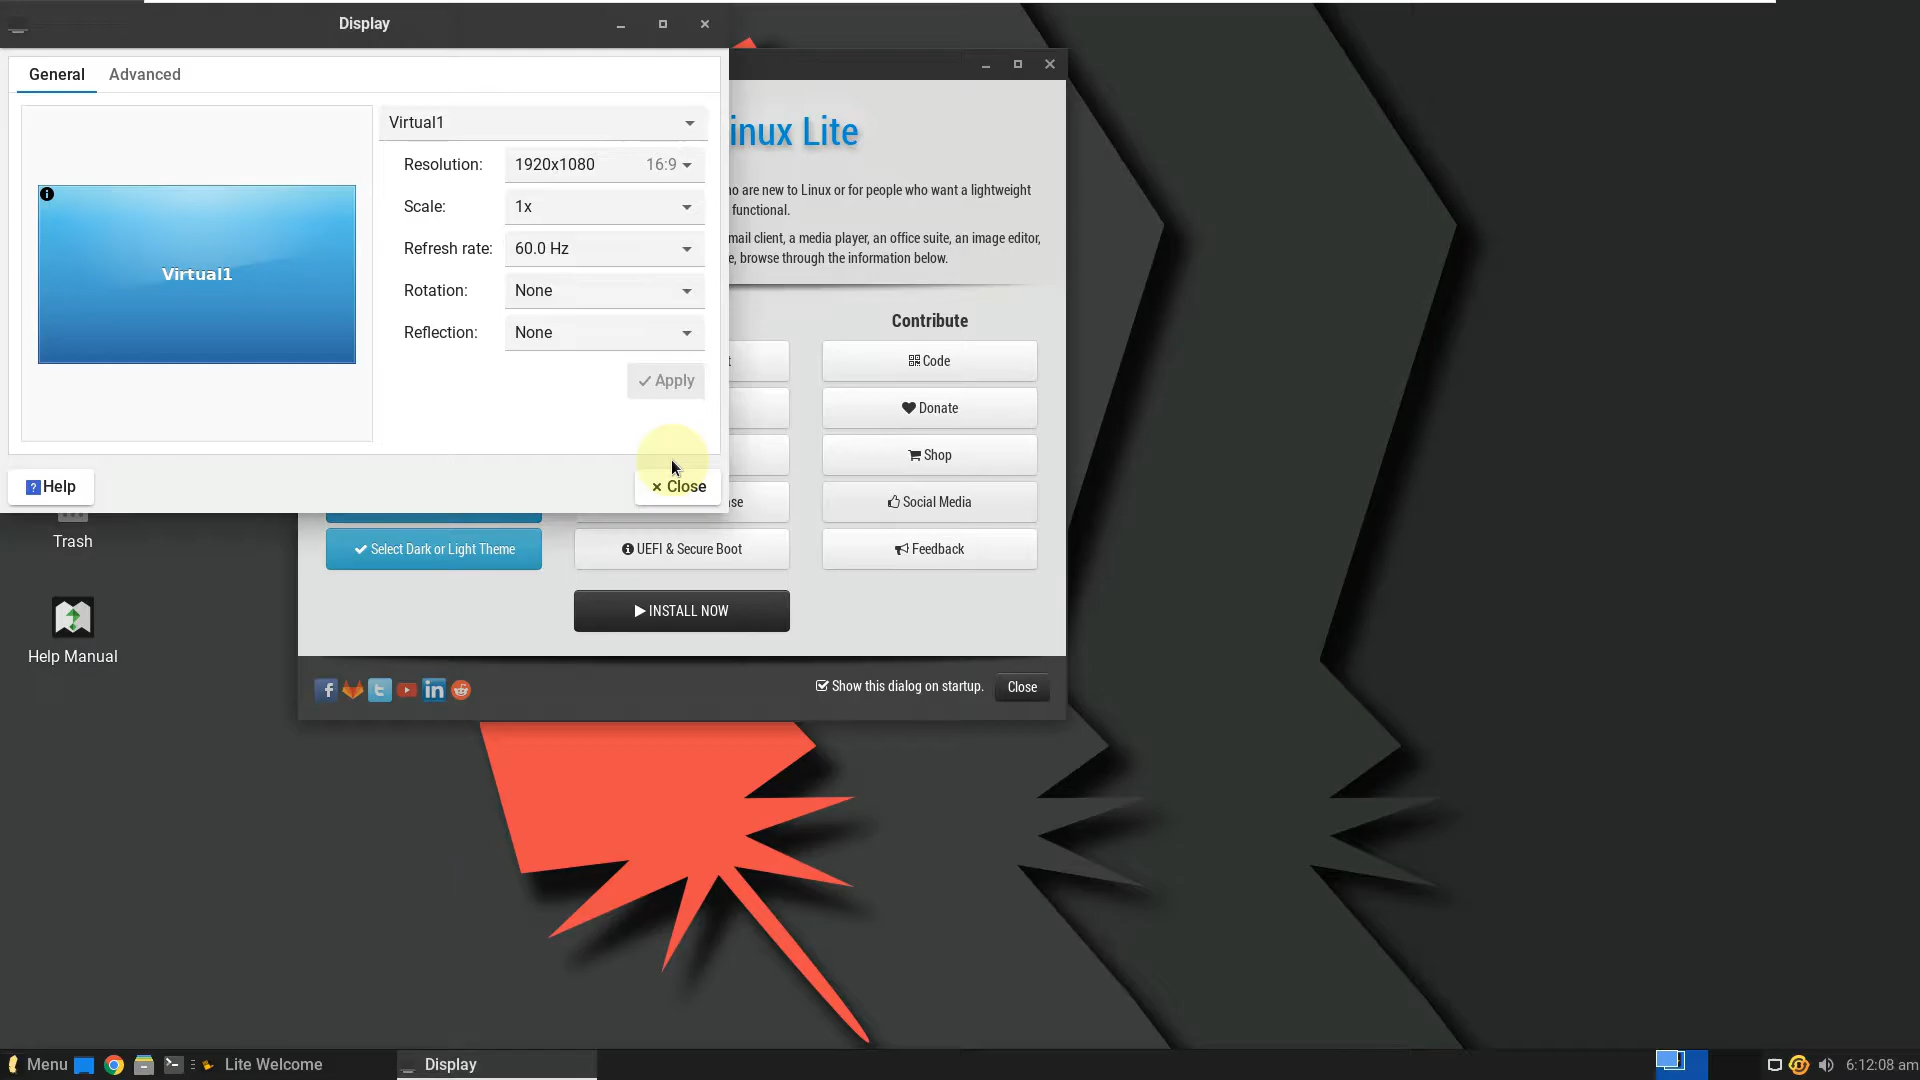 Display
General
Advanced
Virtual1
Resolution:
1920x1080
16:9
Scale:
1x
Refresh rate:
60.0 Hz
Rotation:
None
Reflection:
None
Apply
Virtual1
? Help
Close
inux Lite
o are new to Linux or for people who want a lightweight
functional.
mail client, a media player, an office suite, an image editor,
e, browse through the information below.
Contribute
t
Code
Donate
Shop
se
Social Media
Select Dark or Light Theme
UEFI & Secure Boot
Feedback
INSTALL NOW
Show this dialog on startup.
Close
Trash
Help Manual
Menu
Lite Welcome
Display
6:12:08 am